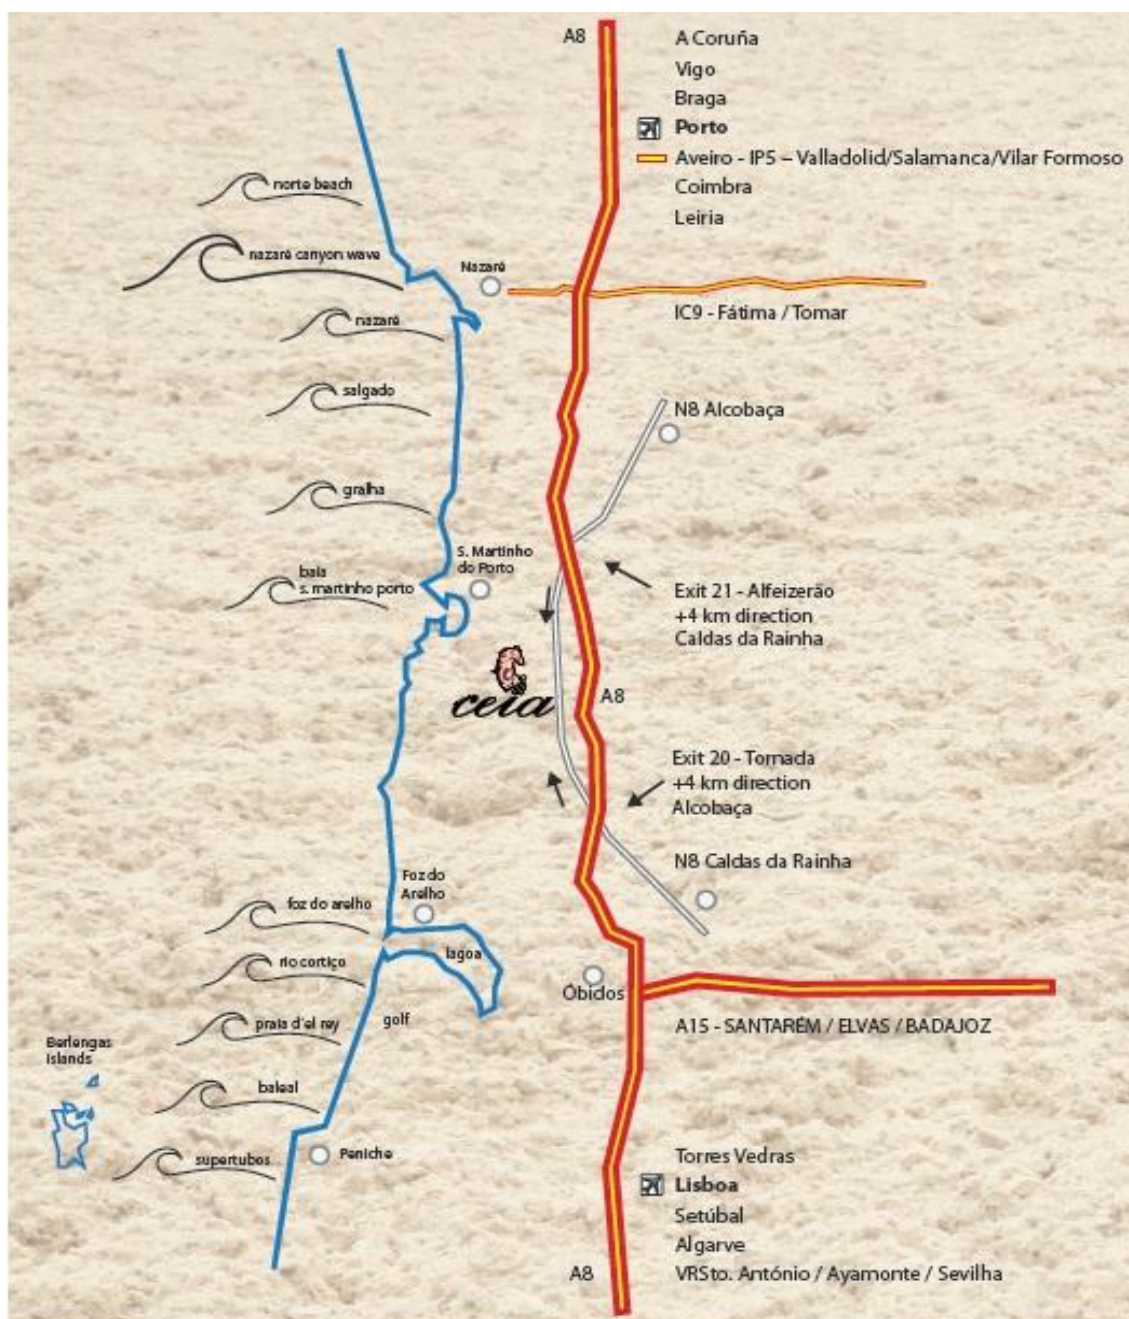 A8
A Coruña
Vigo
Braga
Porto
Aveiro - IP5 – Valladolid/Salamanca/Vilar Formoso
Coimbra
Leiria
norte beach
nazaré canyon wave
Nazaré
IC9 - Fátima / Tomar
nazaré
salgado
N8 Alcobaça
gralha
S. Martinho
do Porto
baia
s. martinho porto
Exit 21 - Alfeizerão
+4 km direction
Caldas da Rainha
ceia
A8
Exit 20 - Tornada
+4 km direction
Alcobaça
N8 Caldas da Rainha
Foz do
Arelho
foz do arelho
lagoa
rio cortiço
Óbidos
golf
praia d'el rey
A15 - SANTARÉM / ELVAS / BADAJOZ
Berlengas
Islands
baleal
Peniche
supertubos
Torres Vedras
Lisboa
Setúbal
Algarve
A8
VRSto. António / Ayamonte / Sevilha